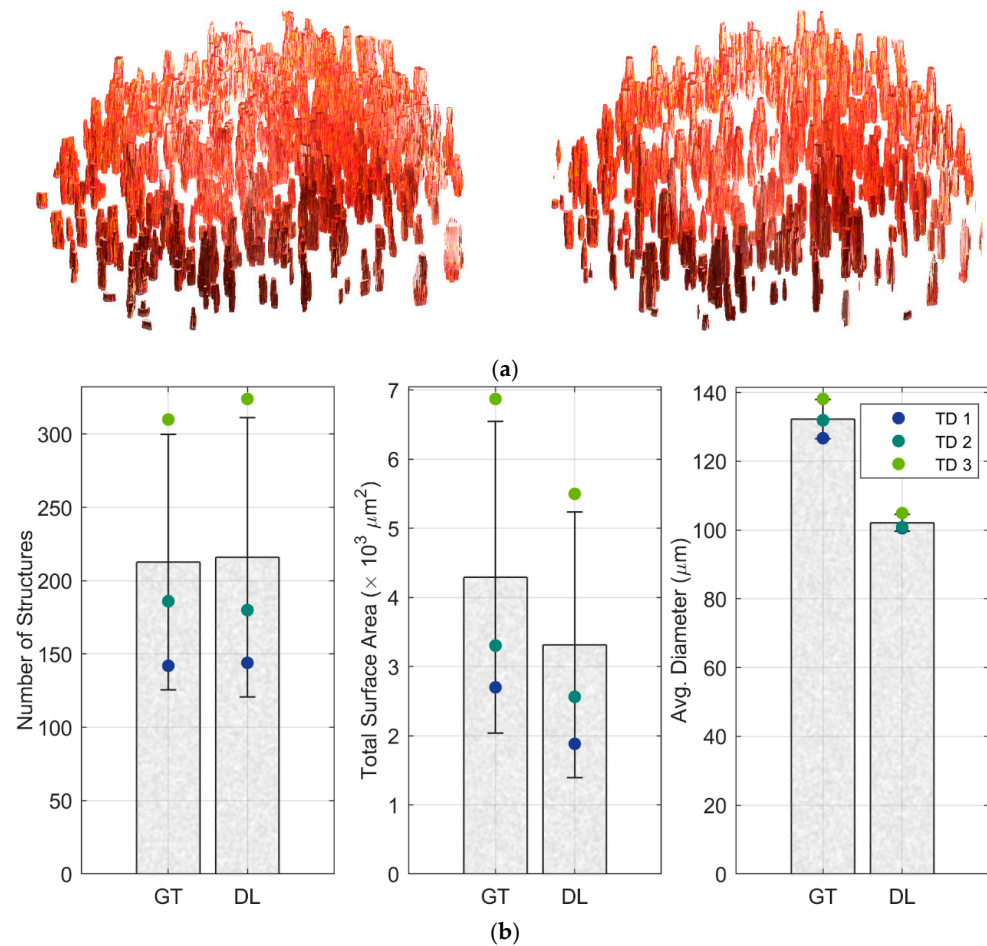 (a)
Number of Structures
300
250
200
150
100
50
0
GT DL
Total Surface Area (× 10³ μm²)
7
6
5
4
3
2
1
0
GT DL
Avg. Diameter (μm)
140
120
100
80
60
40
20
0
GT DL
TD 1
TD 2
TD 3
(b)